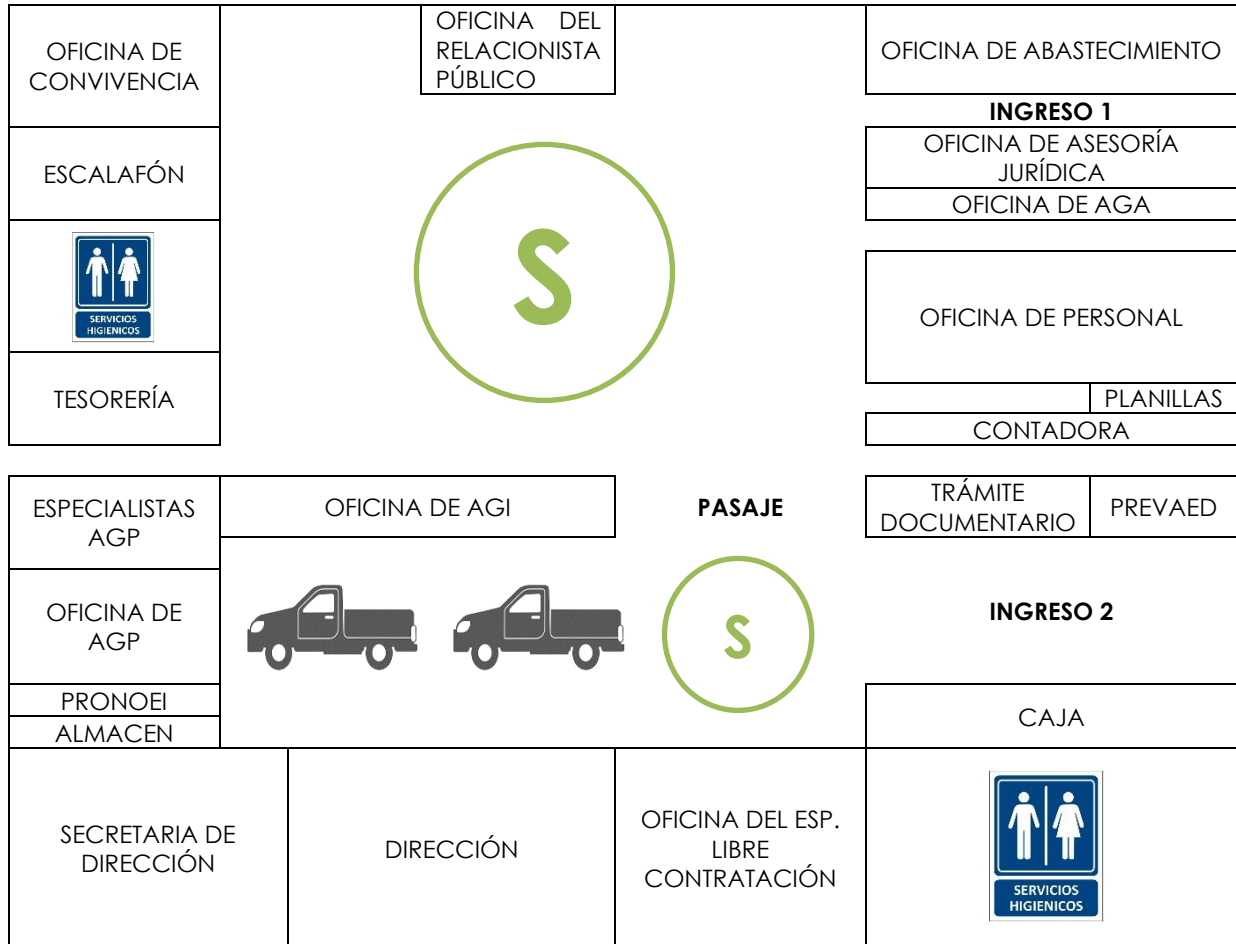 OFICINA DE
CONVIVENCIA
OFICINA DEL
RELACIONISTA
PÚBLICO
OFICINA DE ABASTECIMIENTO
INGRESO 1
ESCALAFÓN
OFICINA DE ASESORÍA
JURÍDICA
OFICINA DE AGA
SERVICIOS
HIGIENICOS
S
OFICINA DE PERSONAL
TESORERÍA
PLANILLAS
CONTADORA
ESPECIALISTAS
AGP
OFICINA DE AGI
PASAJE
TRÁMITE
DOCUMENTARIO
PREVAED
OFICINA DE
AGP
S
INGRESO 2
PRONOEI
ALMACEN
CAJA
SECRETARIA DE
DIRECCIÓN
DIRECCIÓN
OFICINA DEL ESP.
LIBRE
CONTRATACIÓN
SERVICIOS
HIGIENICOS